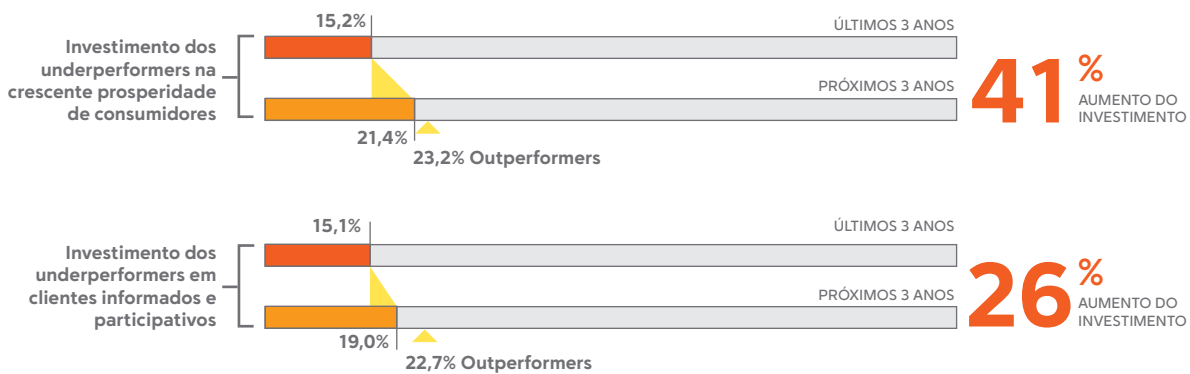 15,2%
ÚLTIMOS 3 ANOS
Investimento dos
underperformers na
crescente prosperidade
de consumidores
PRÓXIMOS 3 ANOS
21,4%
23,2% Outperformers
41%
AUMENTO DO
INVESTIMENTO
15,1%
ÚLTIMOS 3 ANOS
Investimento dos
underperformers em
clientes informados e
participativos
PRÓXIMOS 3 ANOS
19,0%
22,7% Outperformers
26%
AUMENTO DO
INVESTIMENTO